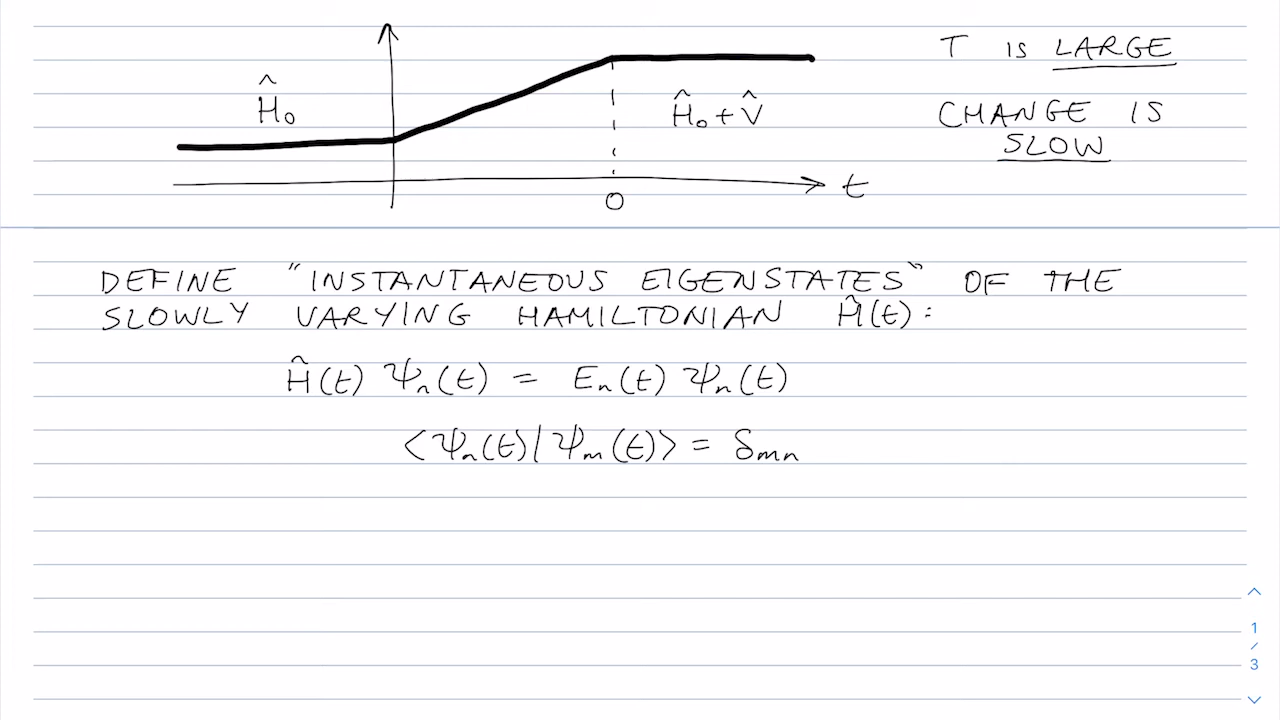 T IS LARGE
Ĥ₀
Ĥ₀ + V̂
CHANGE IS
SLOW
t
0
DEFINE "INSTANTANEOUS EIGENSTATES" OF THE
SLOWLY VARYING HAMILTONIAN Ĥ(t):
Ĥ(t) Ψₙ(t) = Eₙ(t) Ψₙ(t)
⟨Ψₙ(t)|Ψₘ(t)⟩ = δₘₙ
1
/
3